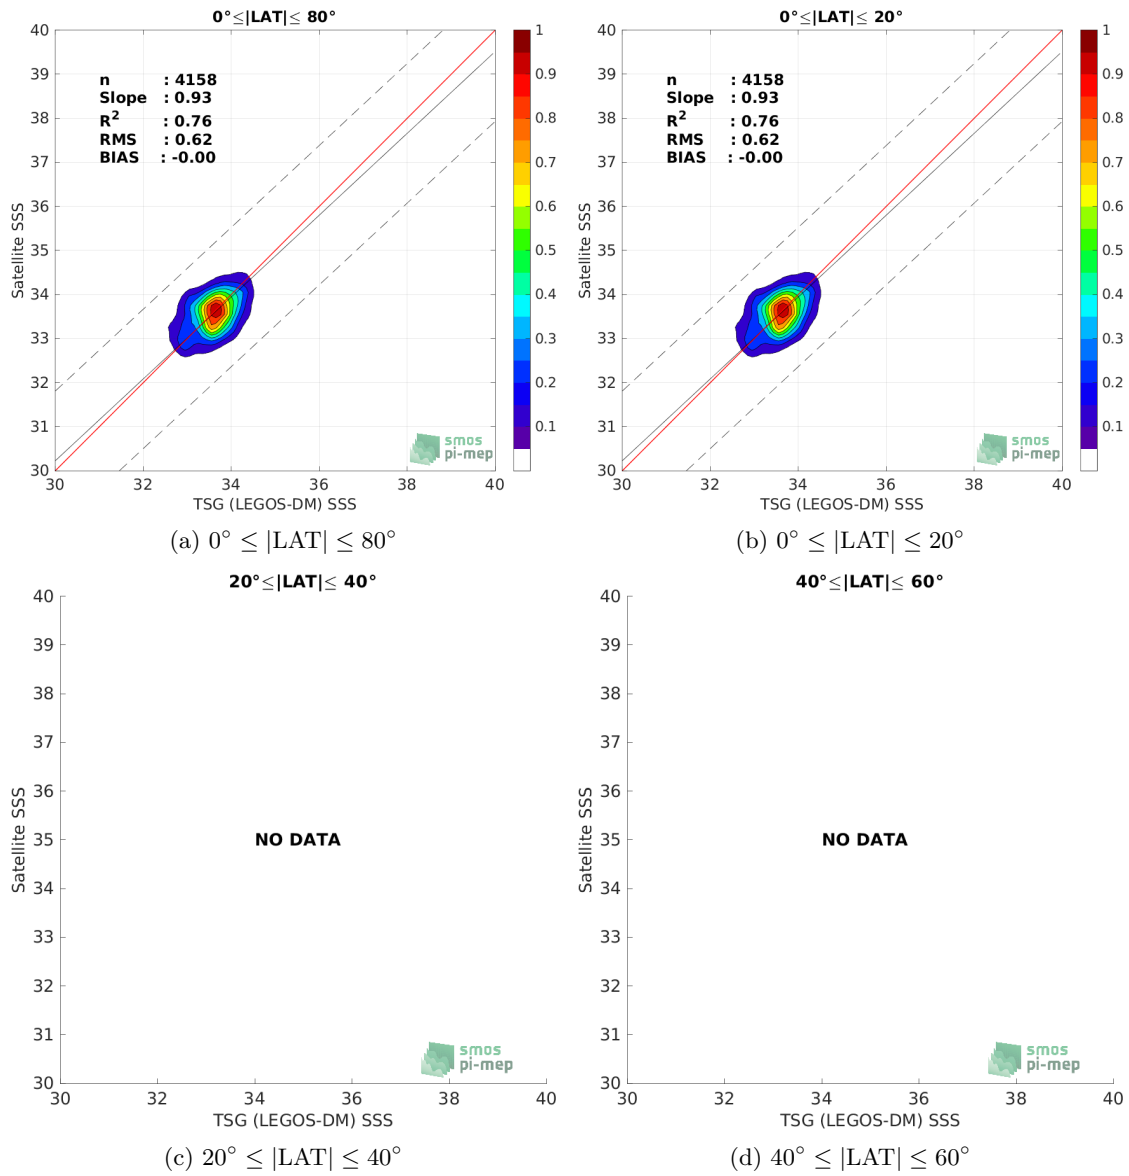 0°≤|LAT|≤ 80°
40
39
38
37
36
35
34
33
32
31
30
Satellite SSS
n : 4158
Slope : 0.93
R² : 0.76
RMS : 0.62
BIAS : -0.00
smos
pi-mep
30 32 34 36 38 40
TSG (LEGOS-DM) SSS
1
0.9
0.8
0.7
0.6
0.5
0.4
0.3
0.2
0.1
(a) 0° ≤ |LAT| ≤ 80°
0°≤|LAT|≤ 20°
40
39
38
37
36
35
34
33
32
31
30
Satellite SSS
n : 4158
Slope : 0.93
R² : 0.76
RMS : 0.62
BIAS : -0.00
smos
pi-mep
30 32 34 36 38 40
TSG (LEGOS-DM) SSS
1
0.9
0.8
0.7
0.6
0.5
0.4
0.3
0.2
0.1
(b) 0° ≤ |LAT| ≤ 20°
20°≤|LAT|≤ 40°
40
39
38
37
36
35
34
33
32
31
30
Satellite SSS
NO DATA
smos
pi-mep
30 32 34 36 38 40
TSG (LEGOS-DM) SSS
(c) 20° ≤ |LAT| ≤ 40°
40°≤|LAT|≤ 60°
40
39
38
37
36
35
34
33
32
31
30
Satellite SSS
NO DATA
smos
pi-mep
30 32 34 36 38 40
TSG (LEGOS-DM) SSS
(d) 40° ≤ |LAT| ≤ 60°